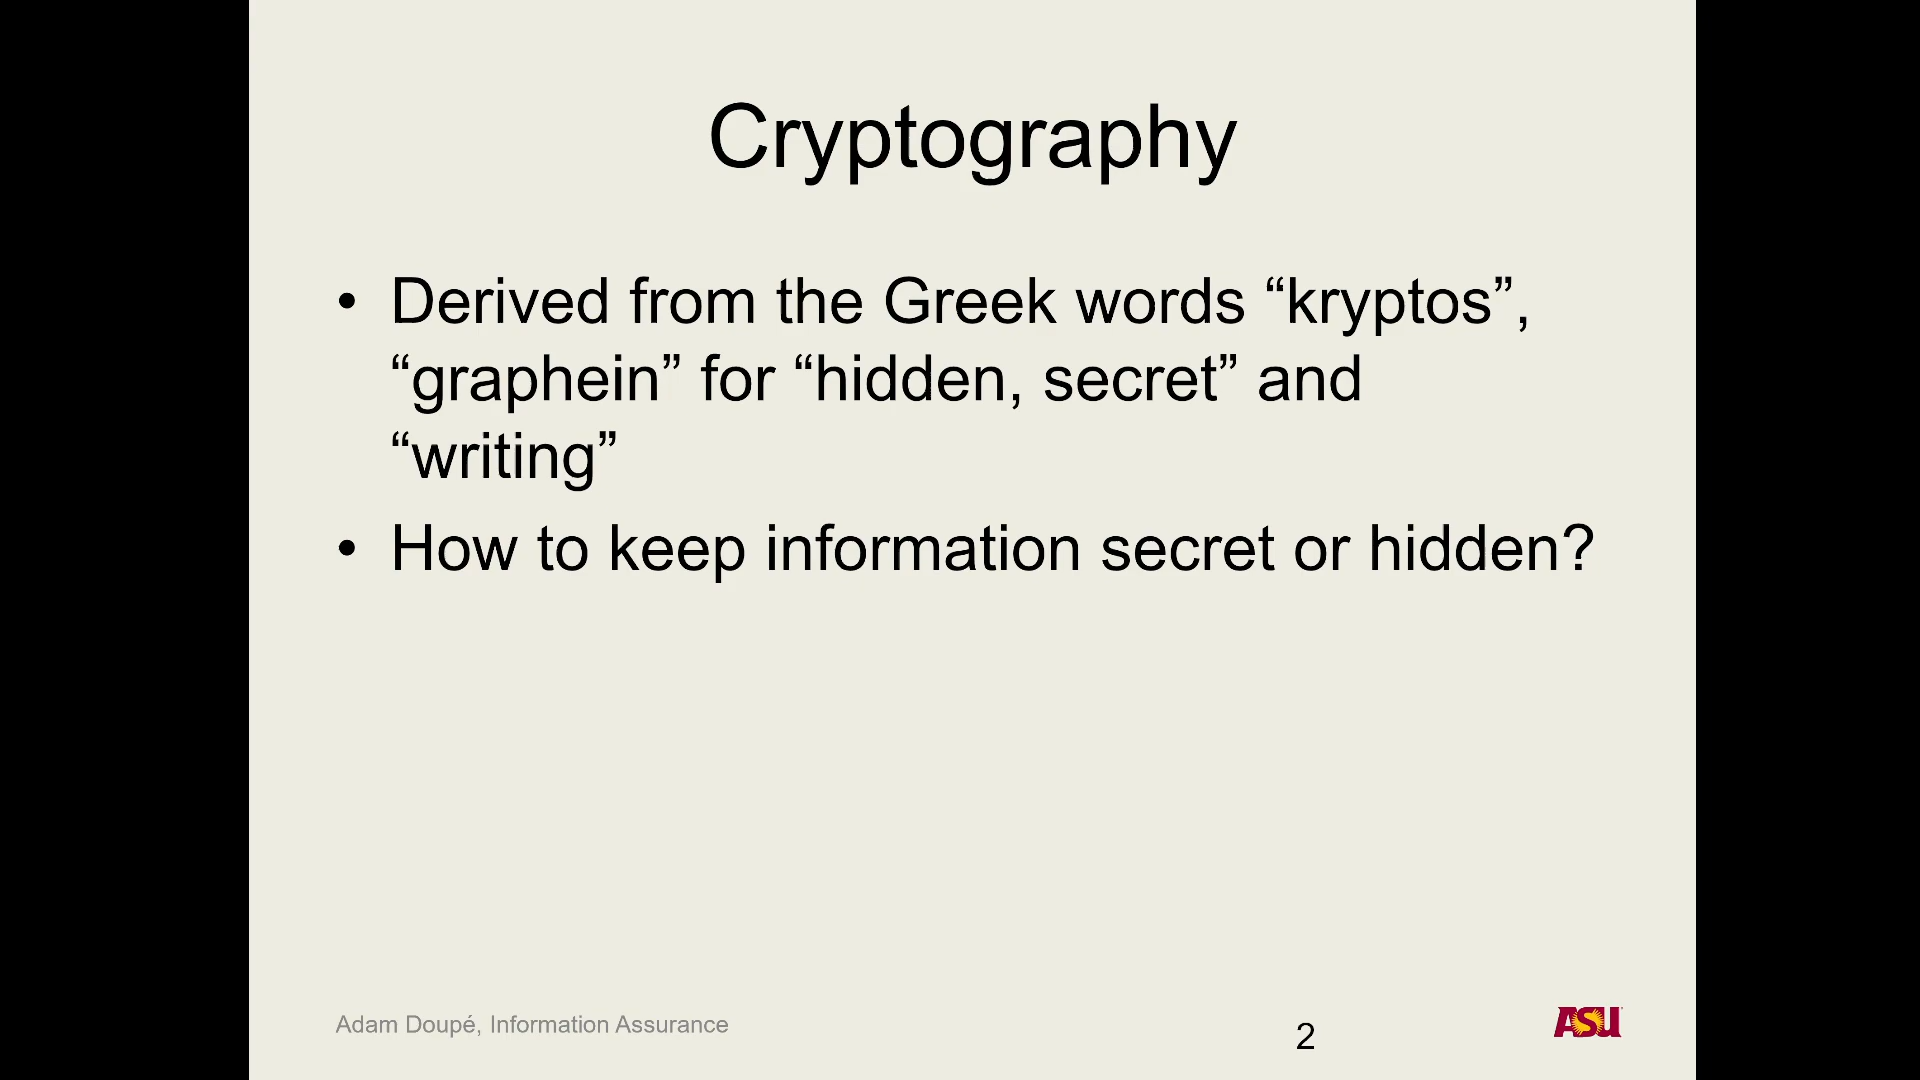 Cryptography
• Derived from the Greek words “kryptos”,
“graphein” for “hidden, secret” and
“writing”
• How to keep information secret or hidden?
Adam Doupé, Information Assurance
2
ASU